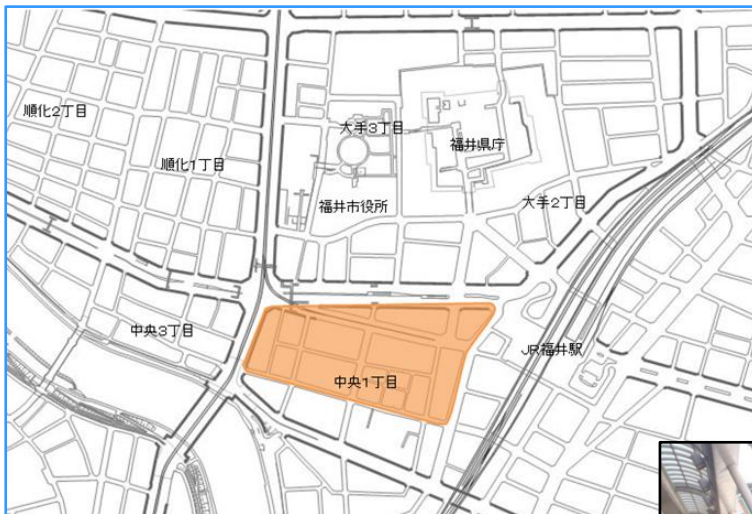 順化2丁目
大手3丁目
福井県庁
順化1丁目
大手2丁目
福井市役所
中央3丁目
JR福井駅
中央1丁目